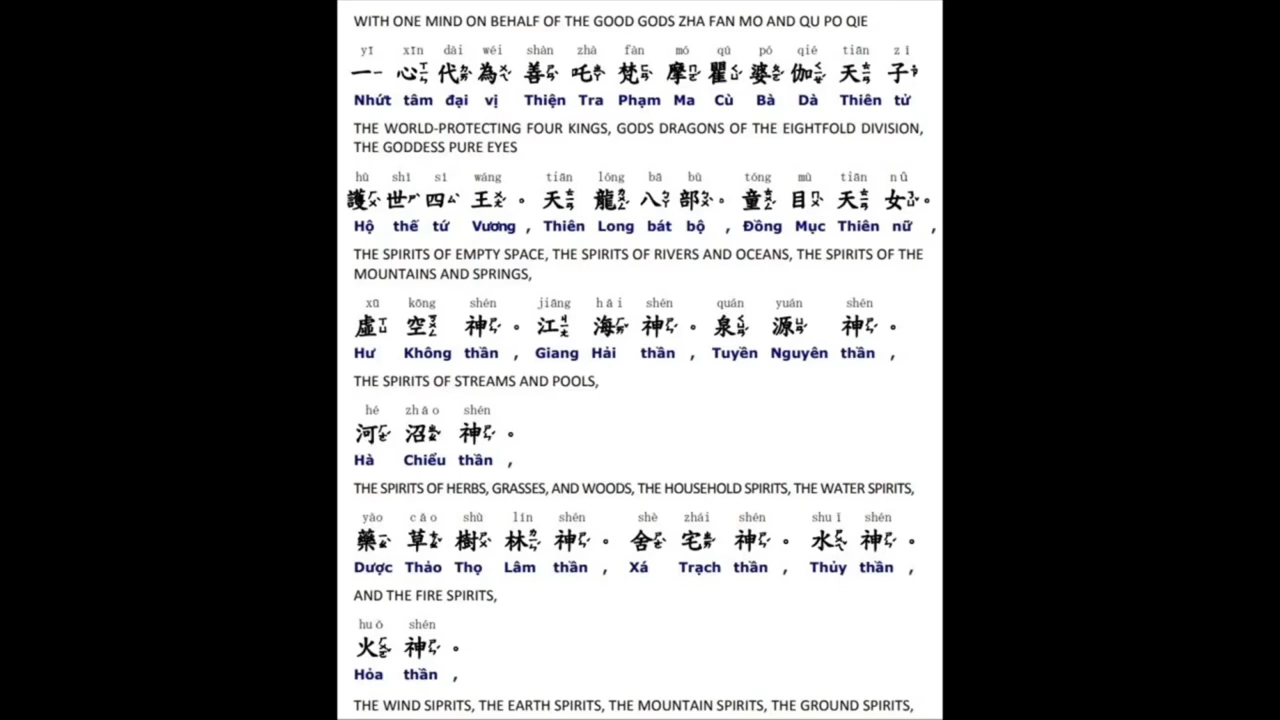 WITH ONE MIND ON BEHALF OF THE GOOD GODS ZHA FAN MO AND QU PO QIE
yī xīn dài wéi shàn zhà fàn mó qú pó qié tiān zǐ
一 心 代 為 善 吒 梵 摩 瞿 婆 伽 天 子
Nhứt tâm đại vị Thiện Tra Phạm Ma Cù Bà Dà Thiên tử
THE WORLD-PROTECTING FOUR KINGS, GODS DRAGONS OF THE EIGHTFOLD DIVISION,
THE GODDESS PURE EYES
hù shì sì wáng tiān lóng bā bù tóng mù tiān nǚ
護 世 四 王 。 天 龍 八 部 。 童 目 天 女 。
Hộ thế tứ Vương , Thiên Long bát bộ , Đồng Mục Thiên nữ ,
THE SPIRITS OF EMPTY SPACE, THE SPIRITS OF RIVERS AND OCEANS, THE SPIRITS OF THE
MOUNTAINS AND SPRINGS,
xū kōng shén jiāng hǎi shén quán yuán shén
虛 空 神 。 江 海 神 。 泉 源 神 。
Hư Không thần , Giang Hải thần , Tuyền Nguyên thần ,
THE SPIRITS OF STREAMS AND POOLS,
hé zhǎo shén
河 沼 神 。
Hà Chiểu thần ,
THE SPIRITS OF HERBS, GRASSES, AND WOODS, THE HOUSEHOLD SPIRITS, THE WATER SPIRITS,
yào cǎo shù lín shén shè zhái shén shuǐ shén
藥 草 樹 林 神 。 舍 宅 神 。 水 神 。
Dược Thảo Thọ Lâm thần , Xá Trạch thần , Thủy thần ,
AND THE FIRE SPIRITS,
huǒ shén
火 神 。
Hỏa thần ,
THE WIND SIPRITS, THE EARTH SPIRITS, THE MOUNTAIN SPIRITS, THE GROUND SPIRITS,